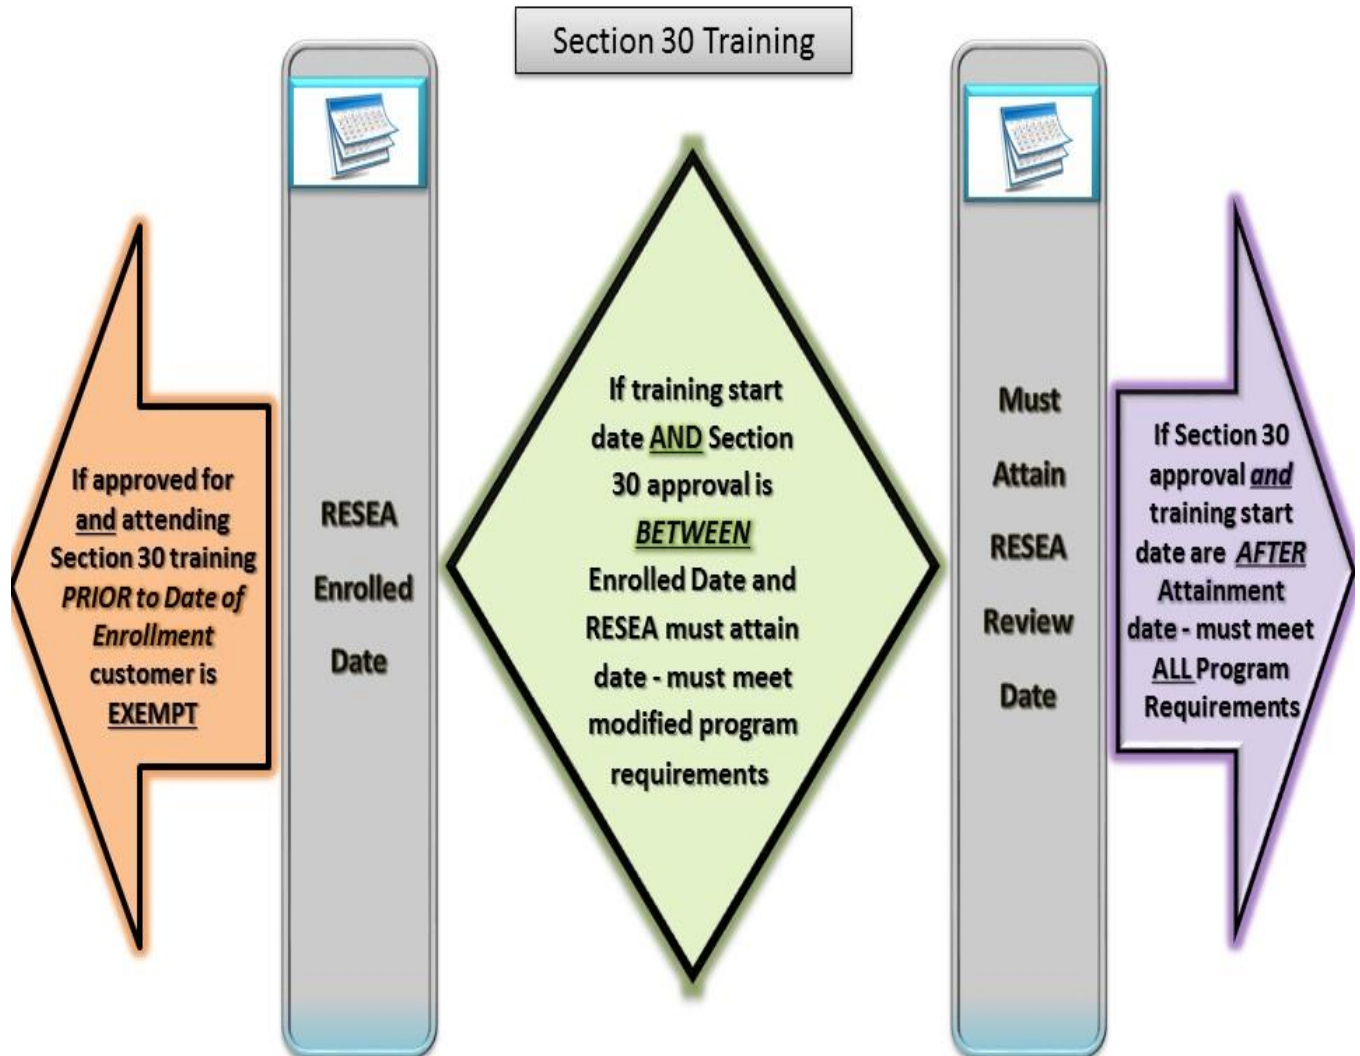 Section 30 Training
If approved for
and attending
Section 30 training
PRIOR to Date of
Enrollment
customer is
EXEMPT
RESEA
Enrolled
Date
If training start
date AND Section
30 approval is
BETWEEN
Enrolled Date and
RESEA must attain
date - must meet
modified program
requirements
Must
Attain
RESEA
Review
Date
If Section 30
approval and
training start
date are AFTER
Attainment
date - must meet
ALL Program
Requirements